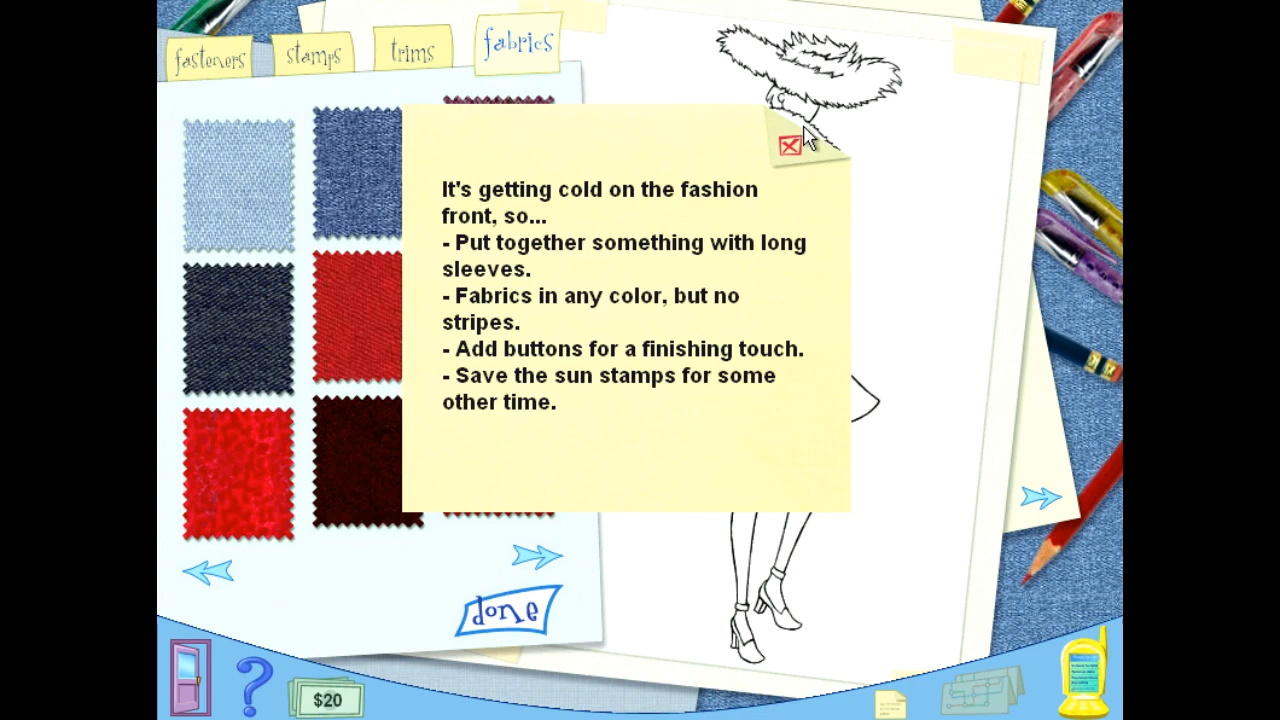 fasteners
stamps
trims
fabrics
It's getting cold on the fashion
front, so...
- Put together something with long
sleeves.
- Fabrics in any color, but no
stripes.
- Add buttons for a finishing touch.
- Save the sun stamps for some
other time.
done
?
$20